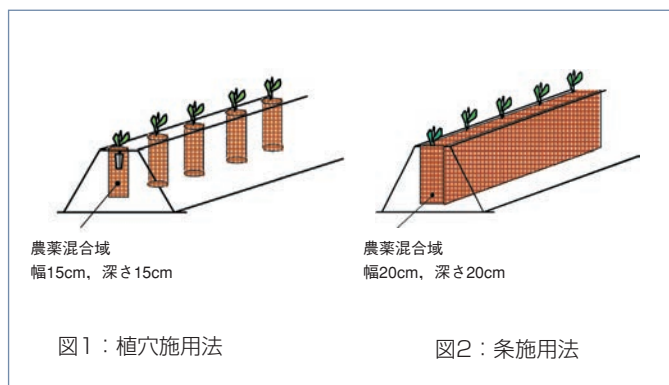 農薬混合域
幅15cm，深さ15cm
図1：植穴施用法
農薬混合域
幅20cm，深さ20cm
図2：条施用法